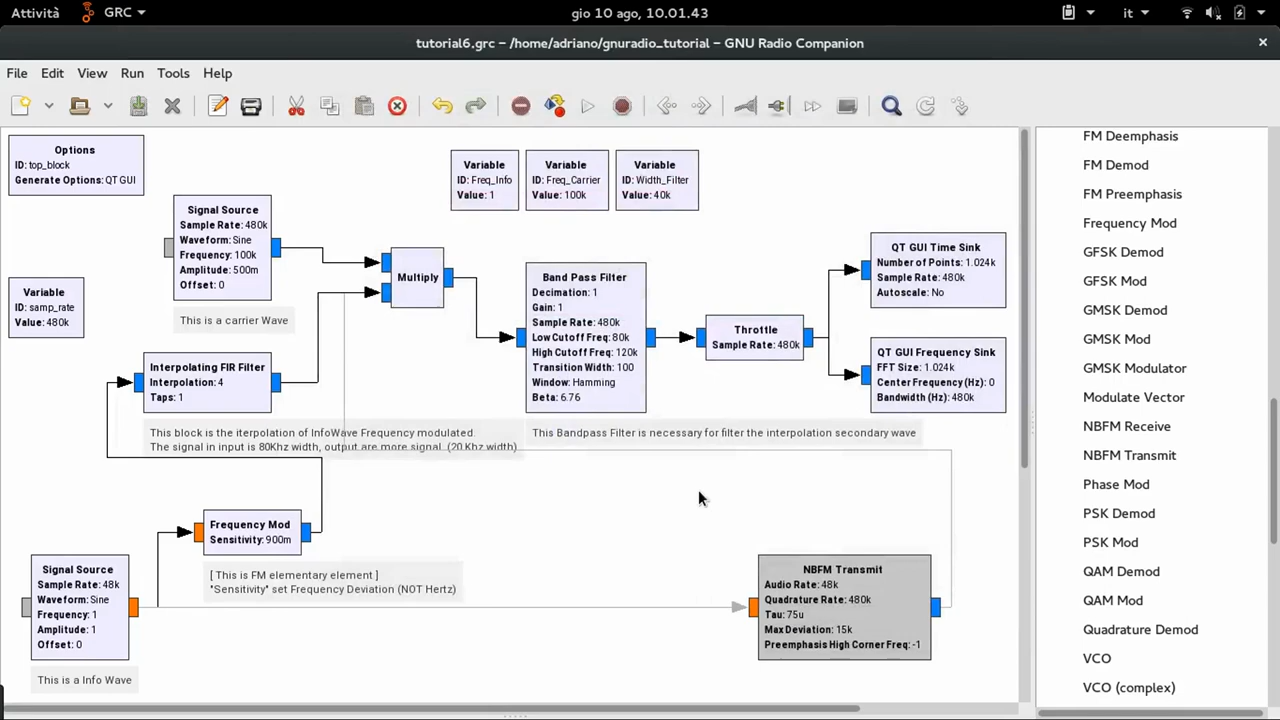 Attività GRC gio 10 ago, 10.01.43 it
tutorial6.grc – /home/adriano/gnuradio_tutorial – GNU Radio Companion
File Edit View Run Tools Help
Options
ID: top_block
Generate Options: QT GUI
Variable
ID: Freq_Info
Value: 1
Variable
ID: Freq_Carrier
Value: 100k
Variable
ID: Width_Filter
Value: 40k
Signal Source
Sample Rate: 480k
Waveform: Sine
Frequency: 100k
Amplitude: 500m
Offset: 0
This is a carrier Wave
Variable
ID: samp_rate
Value: 480k
Multiply
Band Pass Filter
Decimation: 1
Gain: 1
Sample Rate: 480k
Low Cutoff Freq: 80k
High Cutoff Freq: 120k
Transition Width: 100
Window: Hamming
Beta: 6.76
Throttle
Sample Rate: 480k
QT GUI Time Sink
Number of Points: 1.024k
Sample Rate: 480k
Autoscale: No
QT GUI Frequency Sink
FFT Size: 1.024k
Center Frequency (Hz): 0
Bandwidth (Hz): 480k
Interpolating FIR Filter
Interpolation: 4
Taps: 1
This block is the iterpolation of InfoWave Frequency modulated
The signal in input is 80Khz width, output are more signal. (20 Khz width)
This Bandpass Filter is necessary for filter the interpolation secondary wave
Frequency Mod
Sensitivity: 900m
[ This is FM elementary element ]
"Sensitivity" set Frequency Deviation (NOT Hertz)
Signal Source
Sample Rate: 48k
Waveform: Sine
Frequency: 1
Amplitude: 1
Offset: 0
This is a Info Wave
NBFM Transmit
Audio Rate: 48k
Quadrature Rate: 480k
Tau: 75u
Max Deviation: 15k
Preemphasis High Corner Freq: -1
FM Deemphasis
FM Demod
FM Preemphasis
Frequency Mod
GFSK Demod
GFSK Mod
GMSK Demod
GMSK Mod
GMSK Modulator
Modulate Vector
NBFM Receive
NBFM Transmit
Phase Mod
PSK Demod
PSK Mod
QAM Demod
QAM Mod
Quadrature Demod
VCO
VCO (complex)